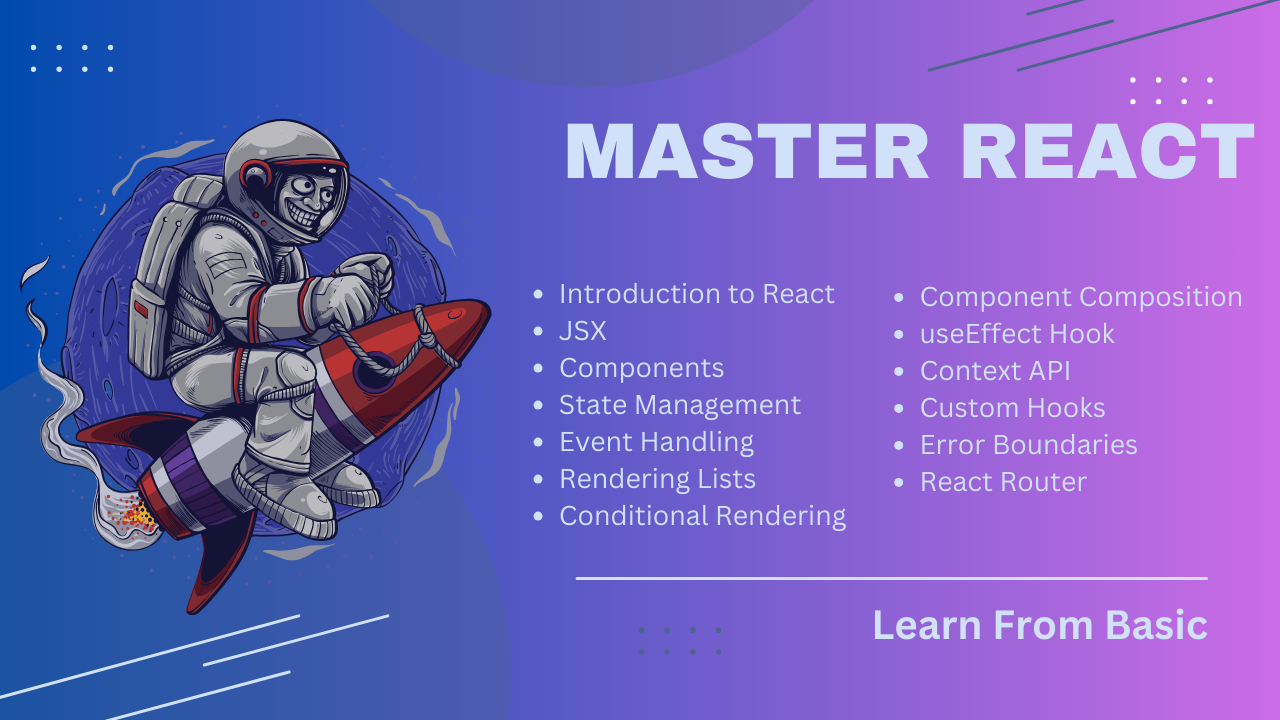 MASTER REACT
• Introduction to React
• JSX
• Components
• State Management
• Event Handling
• Rendering Lists
• Conditional Rendering
• Component Composition
• useEffect Hook
• Context API
• Custom Hooks
• Error Boundaries
• React Router
Learn From Basic